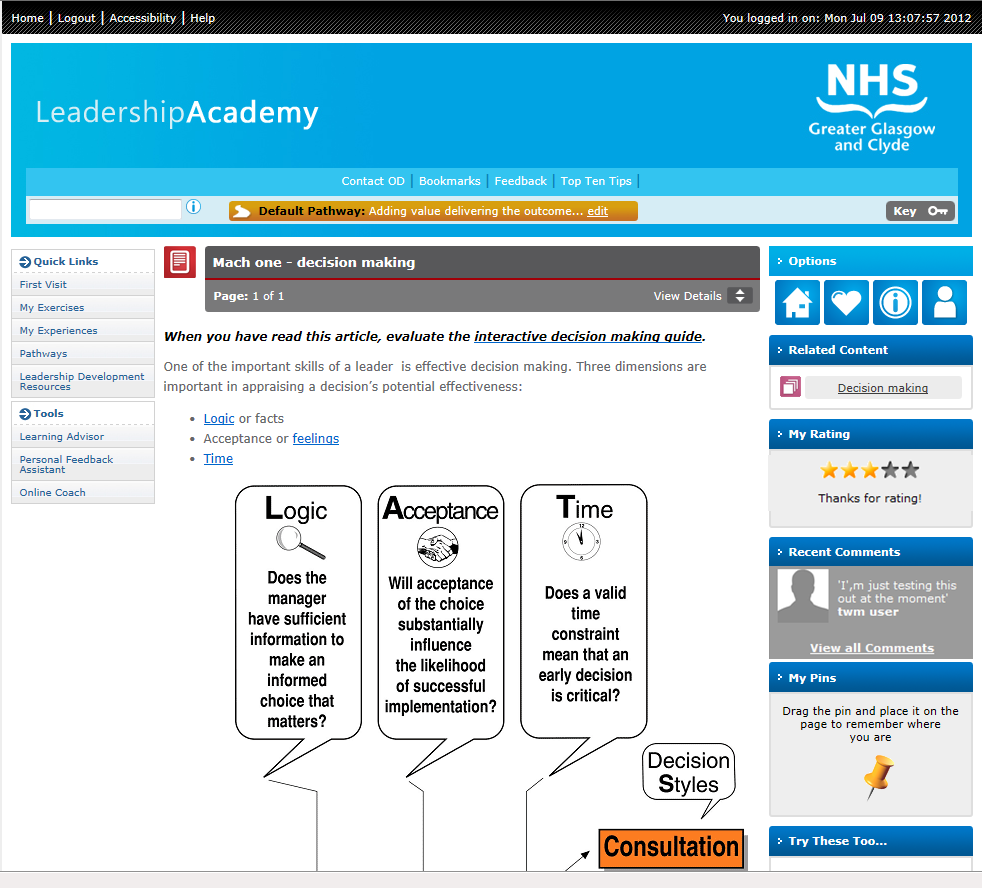 Home | Logout | Accessibility | Help
You logged in on: Mon Jul 09 13:07:57 2012
LeadershipAcademy
NHS
Greater Glasgow
and Clyde
Contact OD | Bookmarks | Feedback | Top Ten Tips |
Default Pathway: Adding value delivering the outcome... edit
Key
Quick Links
First Visit
My Exercises
My Experiences
Pathways
Leadership Development
Resources
Tools
Learning Advisor
Personal Feedback
Assistant
Online Coach
Mach one - decision making
Page: 1 of 1
View Details
When you have read this article, evaluate the interactive decision making guide.
One of the important skills of a leader  is effective decision making. Three dimensions are
important in appraising a decision´s potential effectiveness:
• Logic or facts
• Acceptance or feelings
• Time
Logic
Does the
manager
have sufficient
information to
make an
informed
choice that
matters?
Acceptance
Will acceptance
of the choice
substantially
influence
the likelihood
of successful
implementation?
Time
12
3
6
9
Does a valid
time
constraint
mean that an
early decision
is critical?
Decision
Styles
Consultation
Options
Related Content
Decision making
My Rating
Thanks for rating!
Recent Comments
'I',m just testing this
out at the moment'
twm user
View all Comments
My Pins
Drag the pin and place it on the
page to remember where
you are
Try These Too...